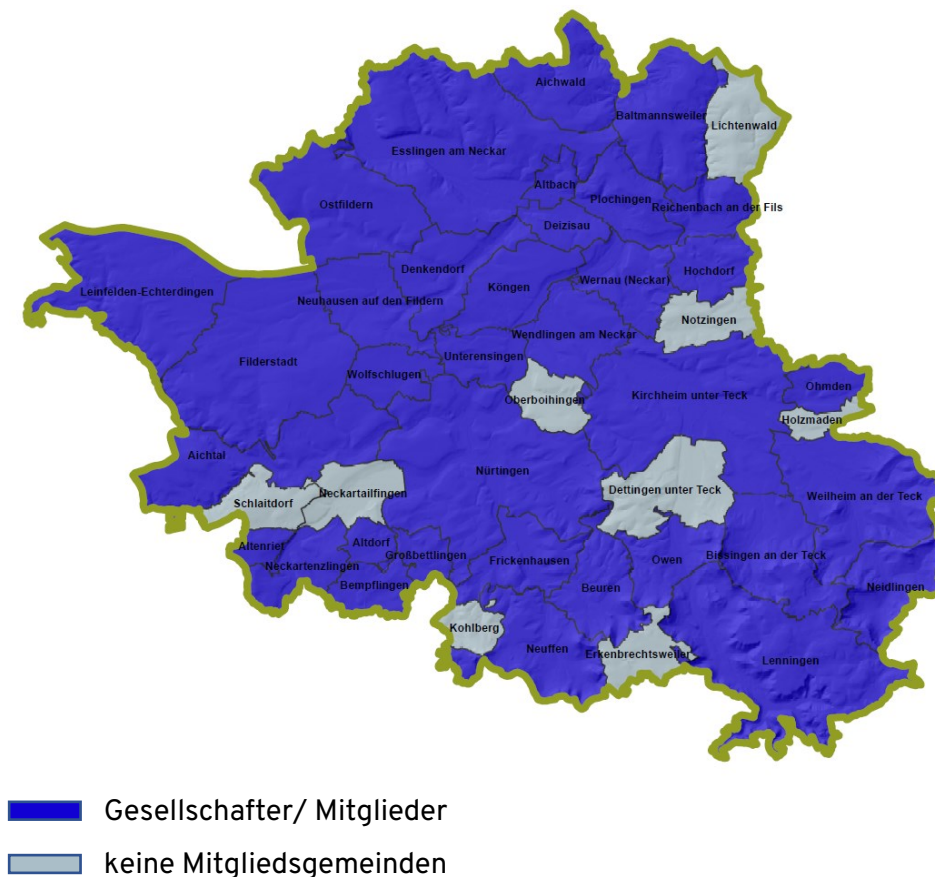 Aichwald
Baltmannsweiler
Lichtenwald
Esslingen am Neckar
Altbach
Plochingen
Ostfildern
Reichenbach an der Fils
Deizisau
Denkendorf
Hochdorf
Wernau (Neckar)
Köngen
Leinfelden-Echterdingen
Neuhausen auf den Fildern
Notzingen
Wendlingen am Neckar
Unterensingen
Filderstadt
Wolfschlugen
Ohmden
Kirchheim unter Teck
Oberboihingen
Holzmaden
Aichtal
Nürtingen
Dettingen unter Teck
Neckartailfingen
Weilheim an der Teck
Schlaitdorf
Altdorf
Altenriet
Großbettlingen
Bissingen an der Teck
Frickenhausen
Owen
Neckartenzlingen
Bempflingen
Beuren
Neidlingen
Kohlberg
Neuffen
Erkenbrechtsweiler
Lenningen
Gesellschafter/ Mitglieder
keine Mitgliedsgemeinden